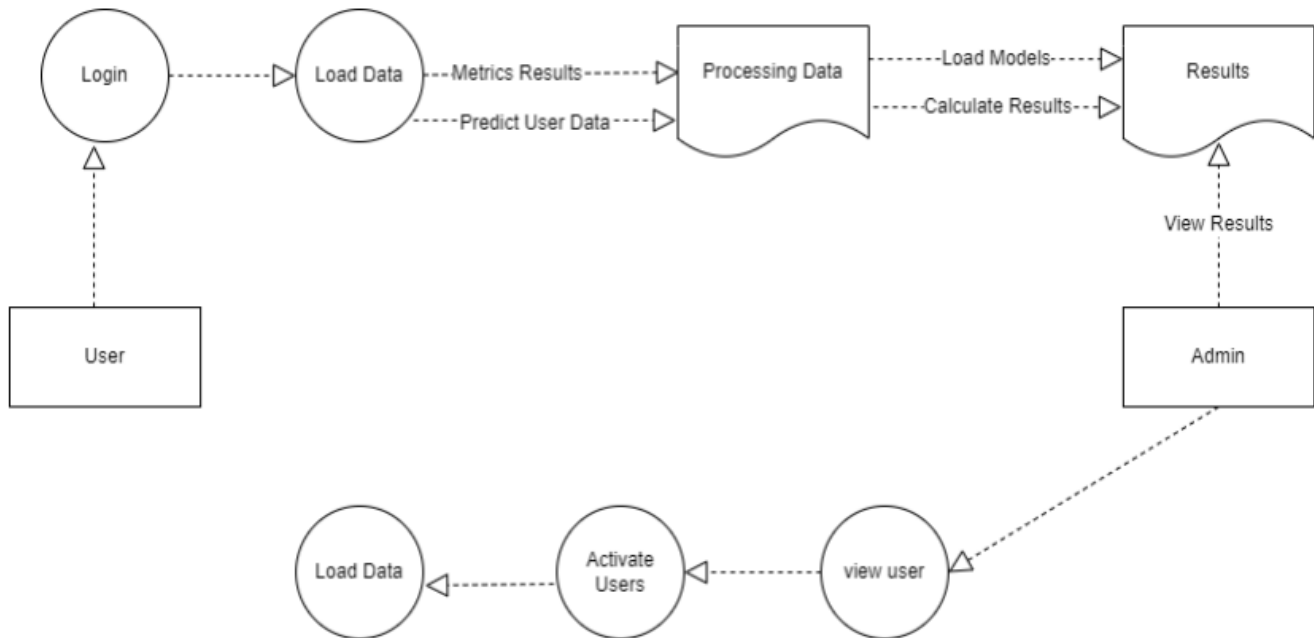 Login
Load Data
Metrics Results
Predict User Data
Processing Data
Load Models
Calculate Results
Results
View Results
User
Admin
Load Data
Activate
Users
view user